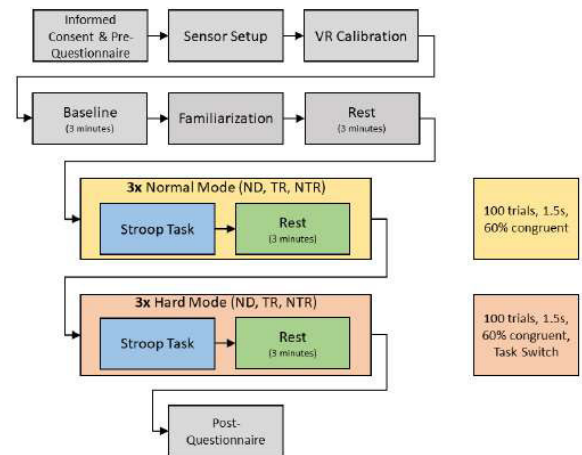 Informed
Consent & Pre-
Questionnaire
Sensor Setup
VR Calibration
Baseline
(3 minutes)
Familiarization
Rest
(3 minutes)
3x Normal Mode (ND, TR, NTR)
Stroop Task
Rest
(3 minutes)
100 trials, 1.5s,
60% congruent
3x Hard Mode (ND, TR, NTR)
Stroop Task
Rest
(3 minutes)
100 trials, 1.5s,
60% congruent,
Task Switch
Post-
Questionnaire